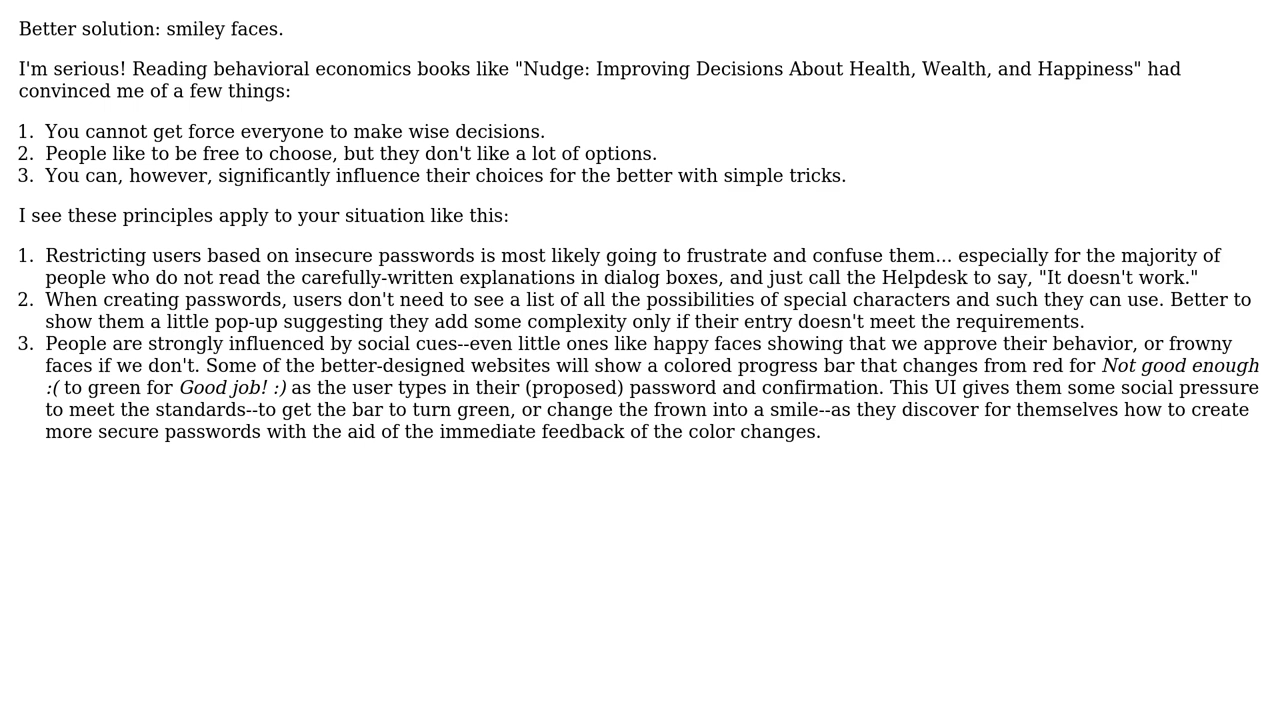 Better solution: smiley faces.
I'm serious! Reading behavioral economics books like "Nudge: Improving Decisions About Health, Wealth, and Happiness" had
convinced me of a few things:
1. You cannot get force everyone to make wise decisions.
2. People like to be free to choose, but they don't like a lot of options.
3. You can, however, significantly influence their choices for the better with simple tricks.
I see these principles apply to your situation like this:
1. Restricting users based on insecure passwords is most likely going to frustrate and confuse them... especially for the majority of
people who do not read the carefully-written explanations in dialog boxes, and just call the Helpdesk to say, "It doesn't work."
2. When creating passwords, users don't need to see a list of all the possibilities of special characters and such they can use. Better to
show them a little pop-up suggesting they add some complexity only if their entry doesn't meet the requirements.
3. People are strongly influenced by social cues--even little ones like happy faces showing that we approve their behavior, or frowny
faces if we don't. Some of the better-designed websites will show a colored progress bar that changes from red for Not good enough
:( to green for Good job! :) as the user types in their (proposed) password and confirmation. This UI gives them some social pressure
to meet the standards--to get the bar to turn green, or change the frown into a smile--as they discover for themselves how to create
more secure passwords with the aid of the immediate feedback of the color changes.